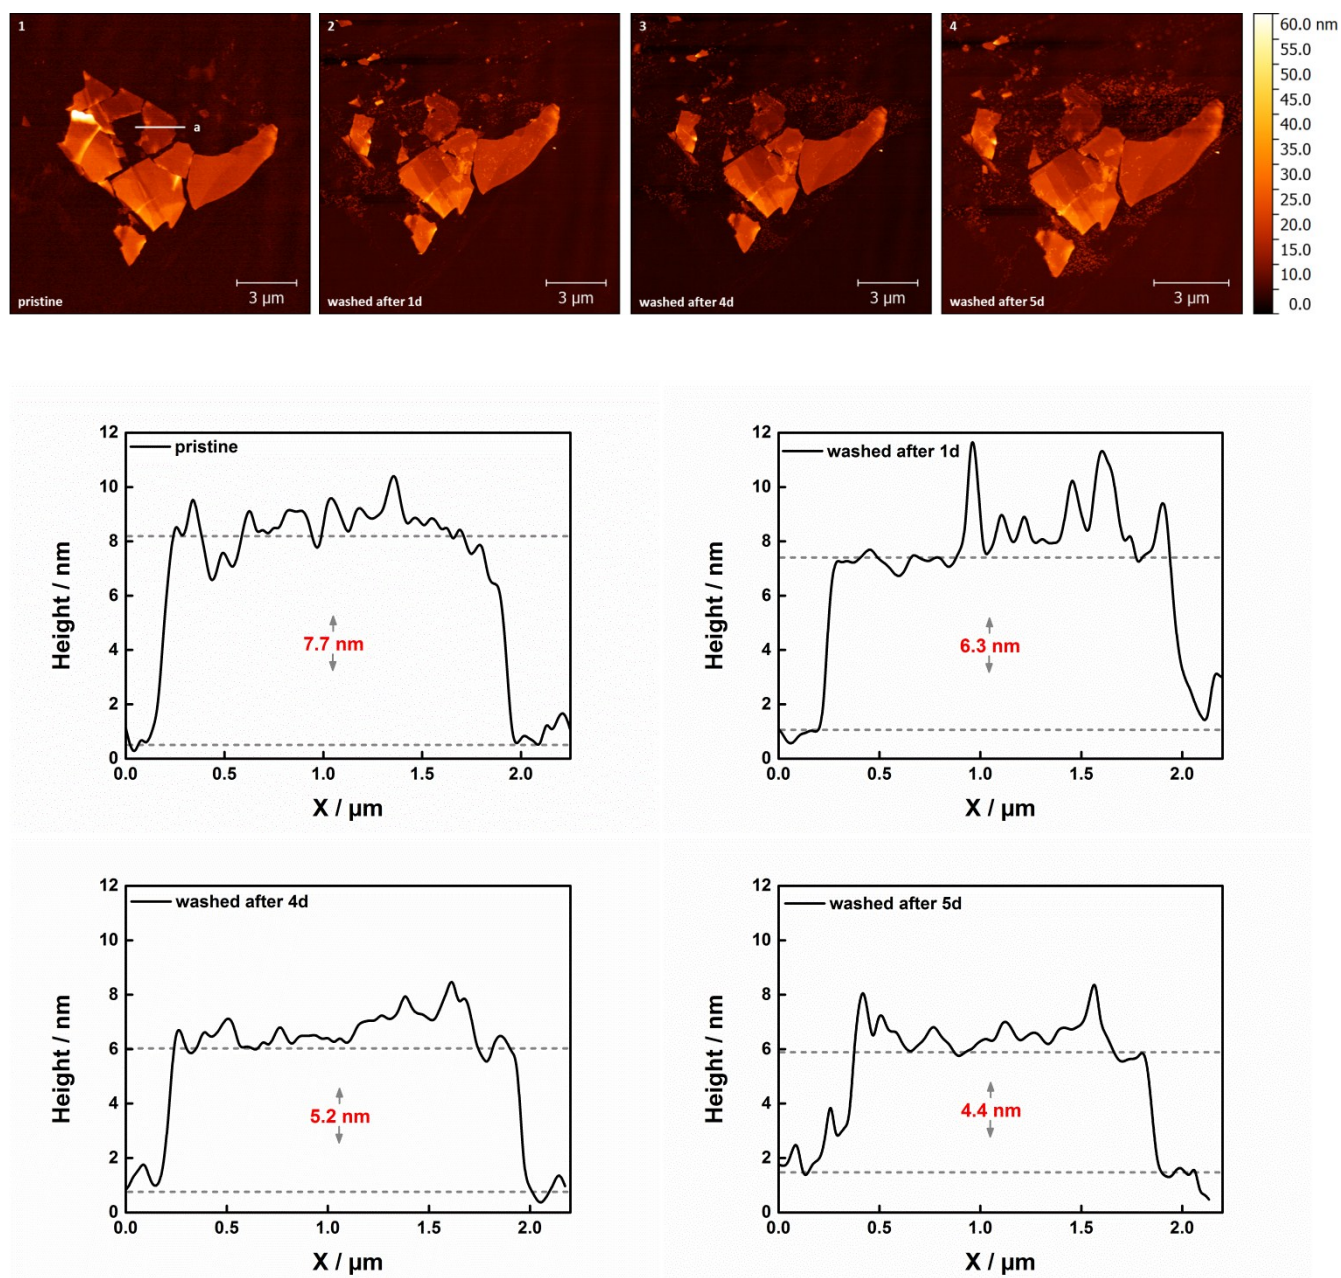 1
2
3
4
a
pristine
washed after 1d
washed after 4d
washed after 5d
3 µm
3 µm
3 µm
3 µm
60.0 nm
55.0
50.0
45.0
40.0
35.0
30.0
25.0
20.0
15.0
10.0
0.0
pristine
Height / nm
12
10
8
6
4
2
0
7.7 nm
0.0 0.5 1.0 1.5 2.0
X / µm
washed after 1d
Height / nm
12
10
8
6
4
2
0
6.3 nm
0.0 0.5 1.0 1.5 2.0
X / µm
washed after 4d
Height / nm
12
10
8
6
4
2
0
5.2 nm
0.0 0.5 1.0 1.5 2.0
X / µm
washed after 5d
Height / nm
12
10
8
6
4
2
0
4.4 nm
0.0 0.5 1.0 1.5 2.0
X / µm